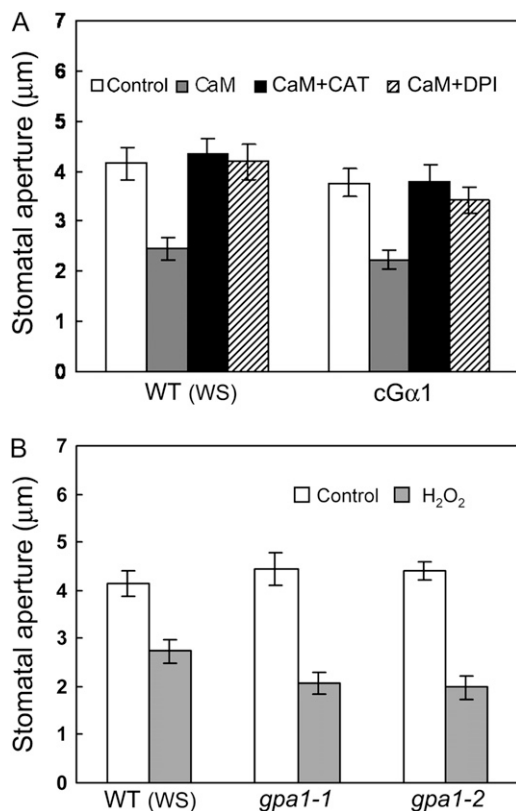 A
Stomatal aperture (μm)
7
6
5
4
3
2
1
0
Control CaM CaM+CAT CaM+DPI
WT (WS) cGα1
B
Stomatal aperture (μm)
7
6
5
4
3
2
1
0
Control H₂O₂
WT (WS) gpa1-1 gpa1-2